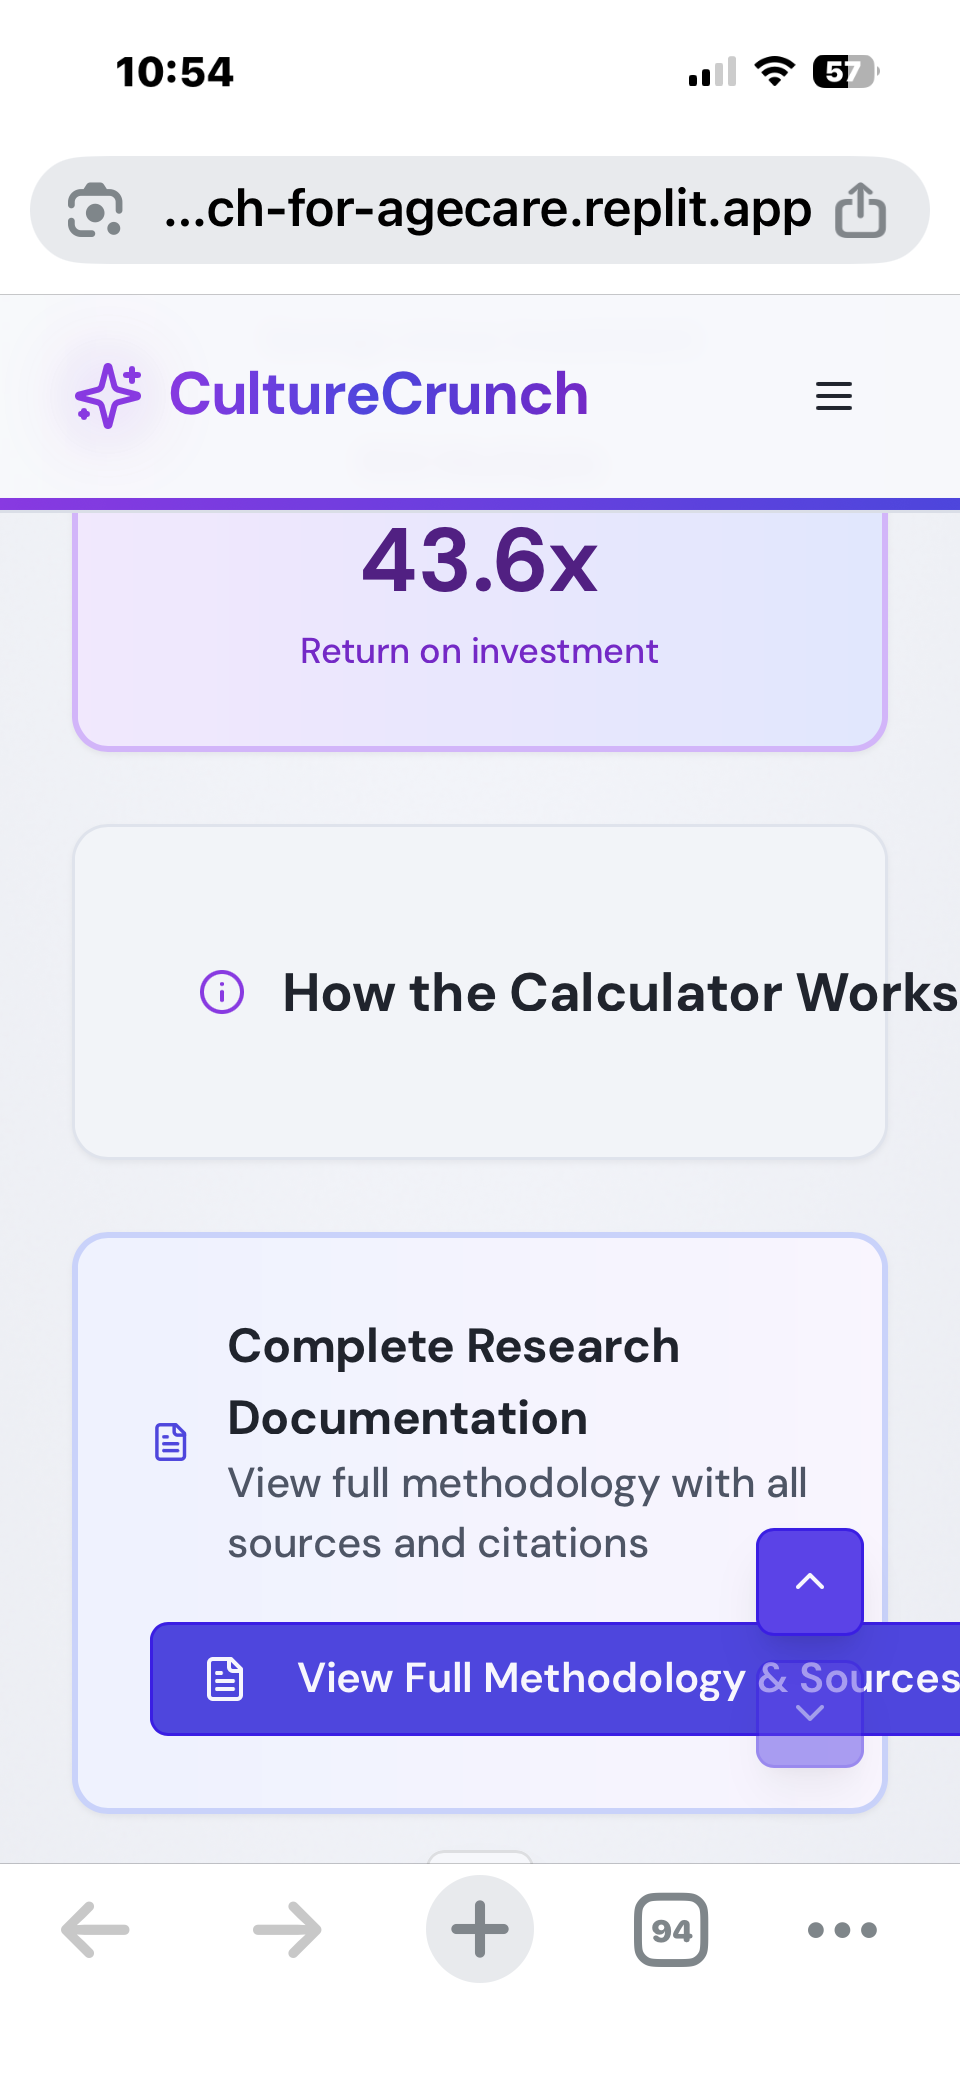 10:54
57
...ch-for-agecare.replit.app
CultureCrunch
43.6x
Return on investment
How the Calculator Works
Complete Research
Documentation
View full methodology with all
sources and citations
View Full Methodology & Sources
94